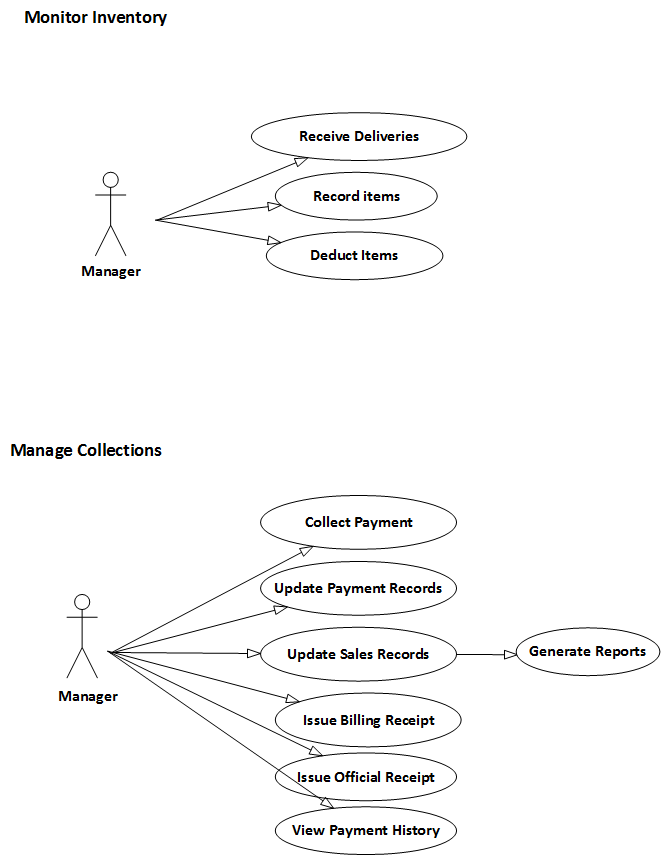 Monitor Inventory
Receive Deliveries
Record items
Deduct Items
Manager
Manage Collections
Collect Payment
Update Payment Records
Update Sales Records
Generate Reports
Manager
Issue Billing Receipt
Issue Official Receipt
View Payment History